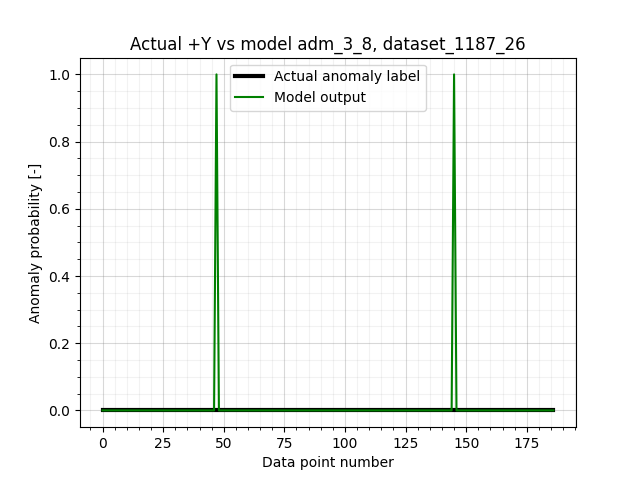 Actual +Y vs model adm_3_8, dataset_1187_26
Actual anomaly label
Model output
Anomaly probability [-]
1.0
0.8
0.6
0.4
0.2
0.0
0 25 50 75 100 125 150 175
Data point number